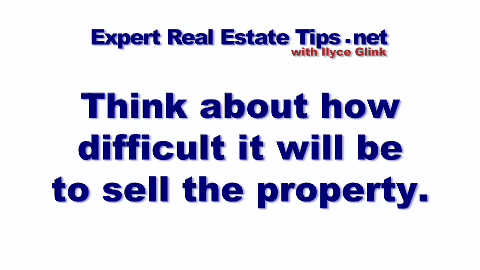 Expert Real Estate Tips.net
with Ilyce Glink
Think about how
difficult it will be
to sell the property.